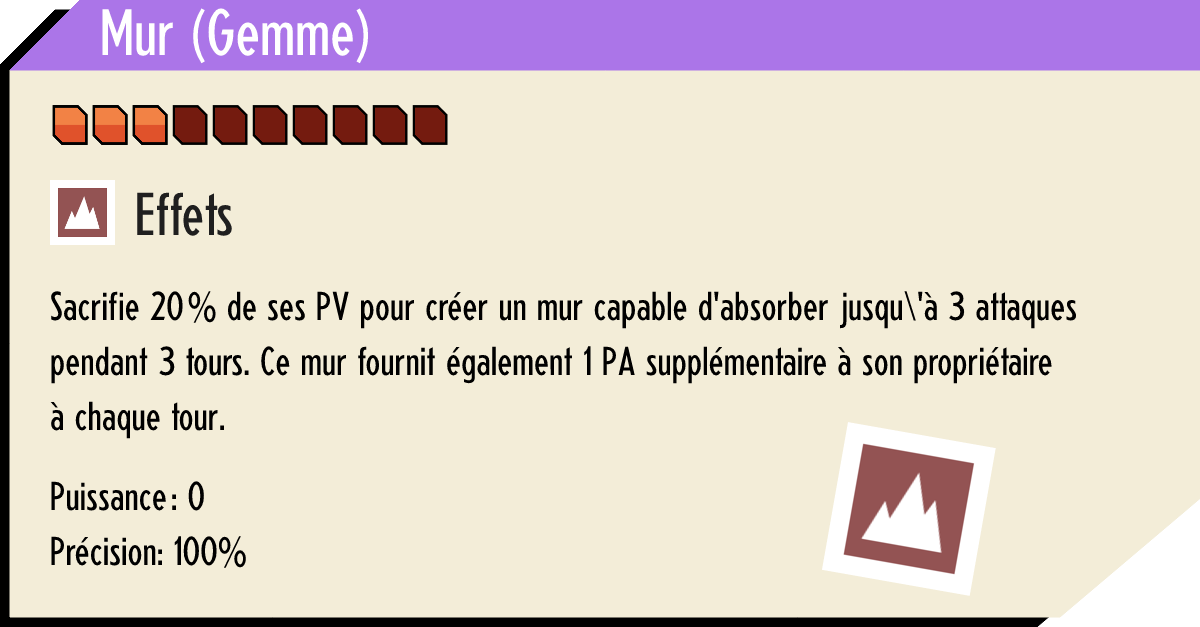 Mur (Gemme)
Effets
Sacrifie 20% de ses PV pour créer un mur capable d'absorber jusqu\'à 3 attaques
pendant 3 tours. Ce mur fournit également 1 PA supplémentaire à son propriétaire
à chaque tour.
Puissance : 0
Précision: 100%